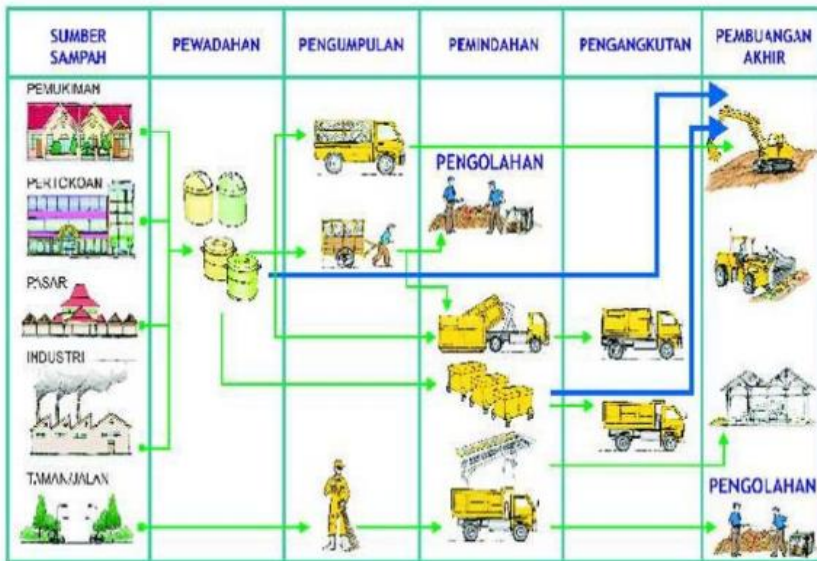 SUMBER
SAMPAH
PEWADAHAN
PENGUMPULAN
PEMINDAHAN
PENGANGKUTAN
PEMBUANGAN
AKHIR
PEMUKIMAN
PERTOKOAN
PASAR
INDUSTRI
TAMAN/JALAN
PENGOLAHAN
PENGOLAHAN